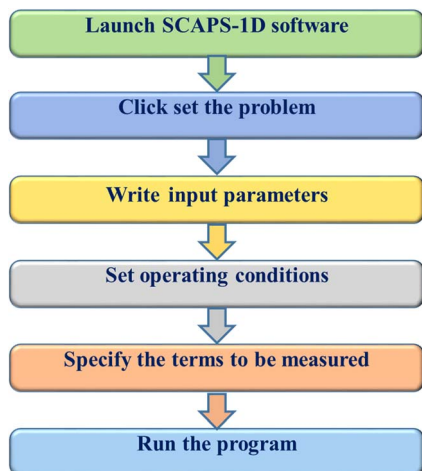 Launch SCAPS-1D software
Click set the problem
Write input parameters
Set operating conditions
Specify the terms to be measured
Run the program